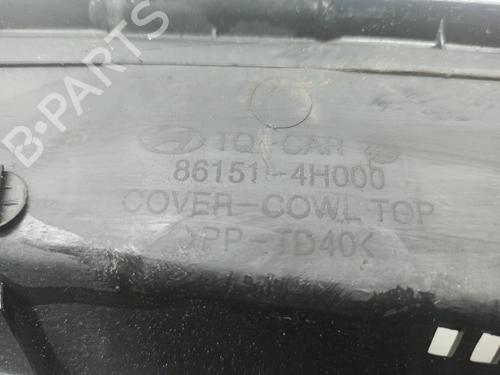 B-PARTS
TQ-CAR
86151-4H000
COVER-COWL TOP
>PP-TD40<